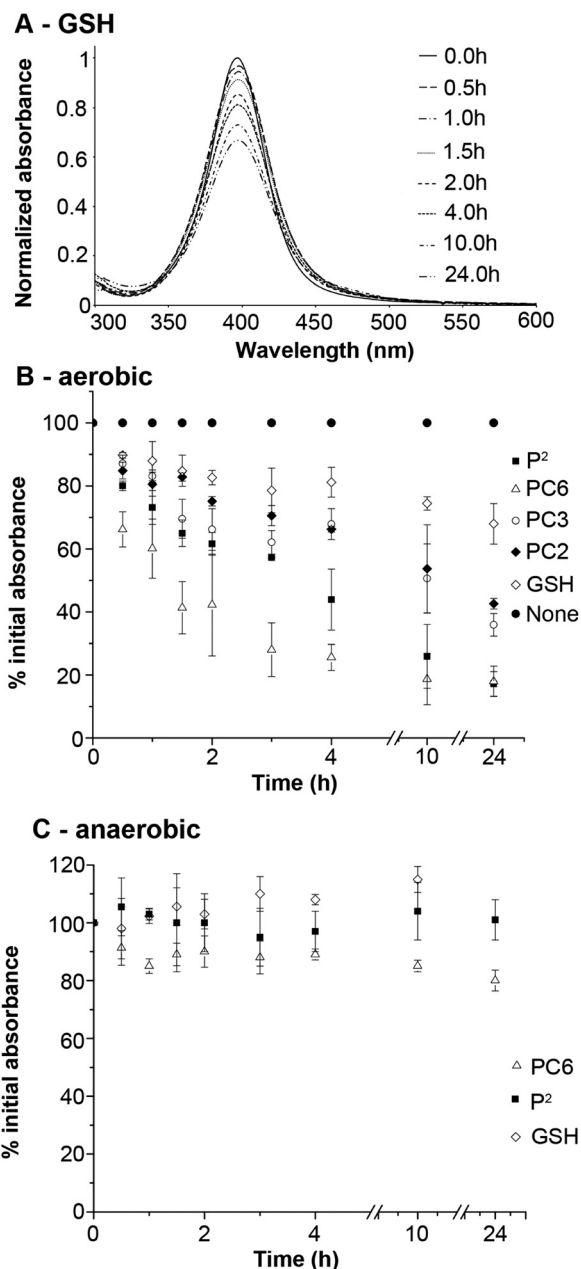 A - GSH
Normalized absorbance
1
0.8
0.6
0.4
0.2
0
300
350
400
450
500
550
600
Wavelength (nm)
0.0h
0.5h
1.0h
1.5h
2.0h
4.0h
10.0h
24.0h
B - aerobic
% initial absorbance
100
80
60
40
20
0
0
2
4
10
24
Time (h)
P²
PC6
PC3
PC2
GSH
None
C - anaerobic
% initial absorbance
120
100
80
60
40
20
0
0
2
4
10
24
Time (h)
PC6
P²
GSH